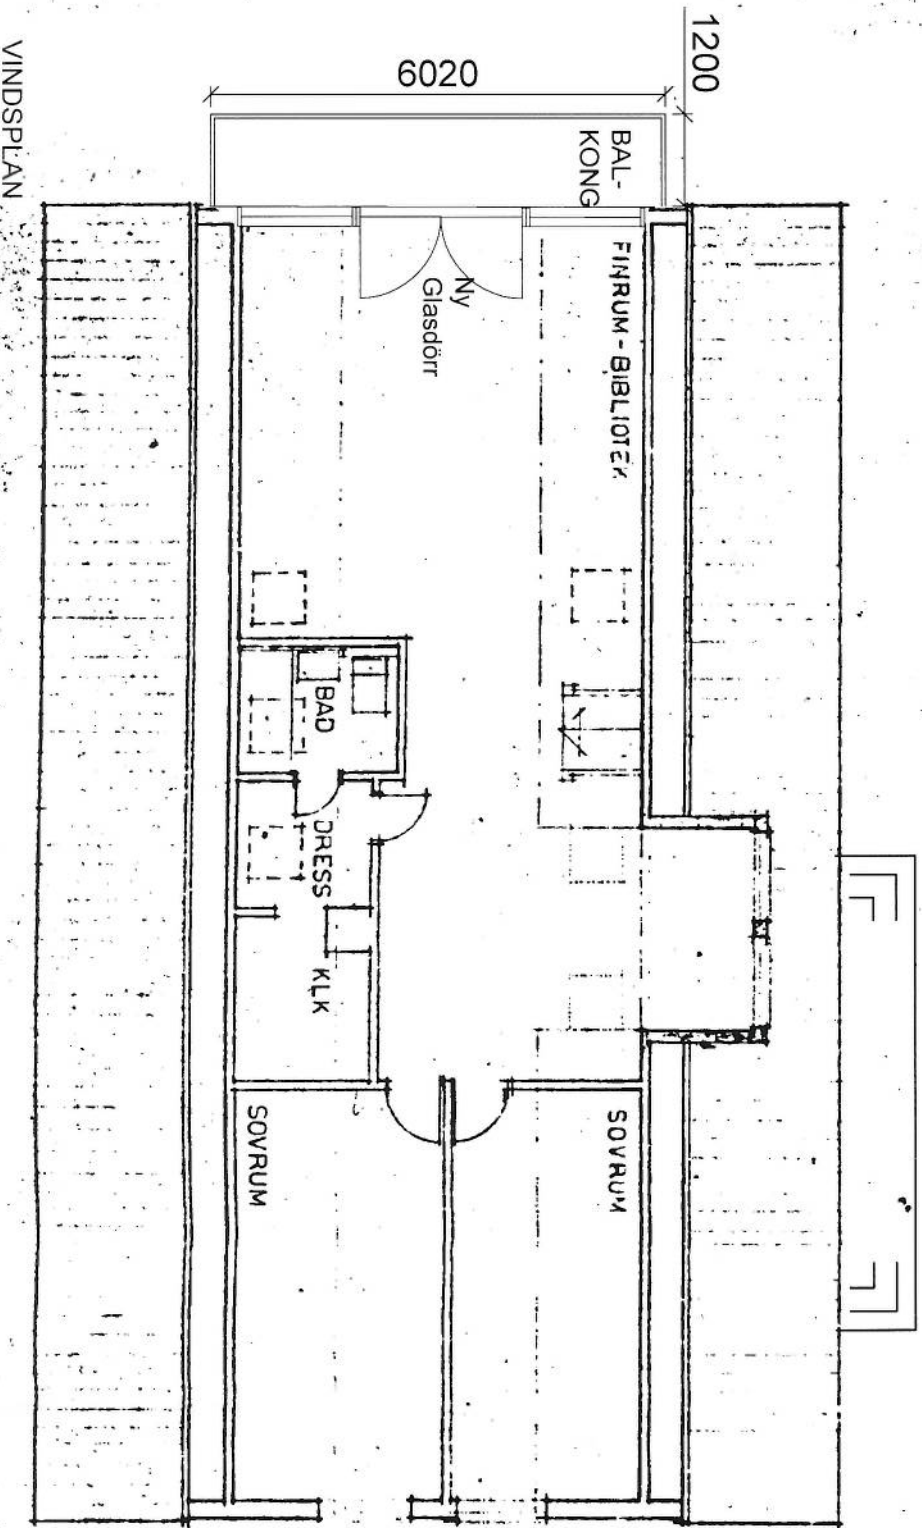 1200
6020
BAL-
KONG
VINDSPLAN
FINRUM-BIBLIOTEK
Ny
Glasdörr
BAD
DRESS
KLK
SOVRUM
SOVRUM